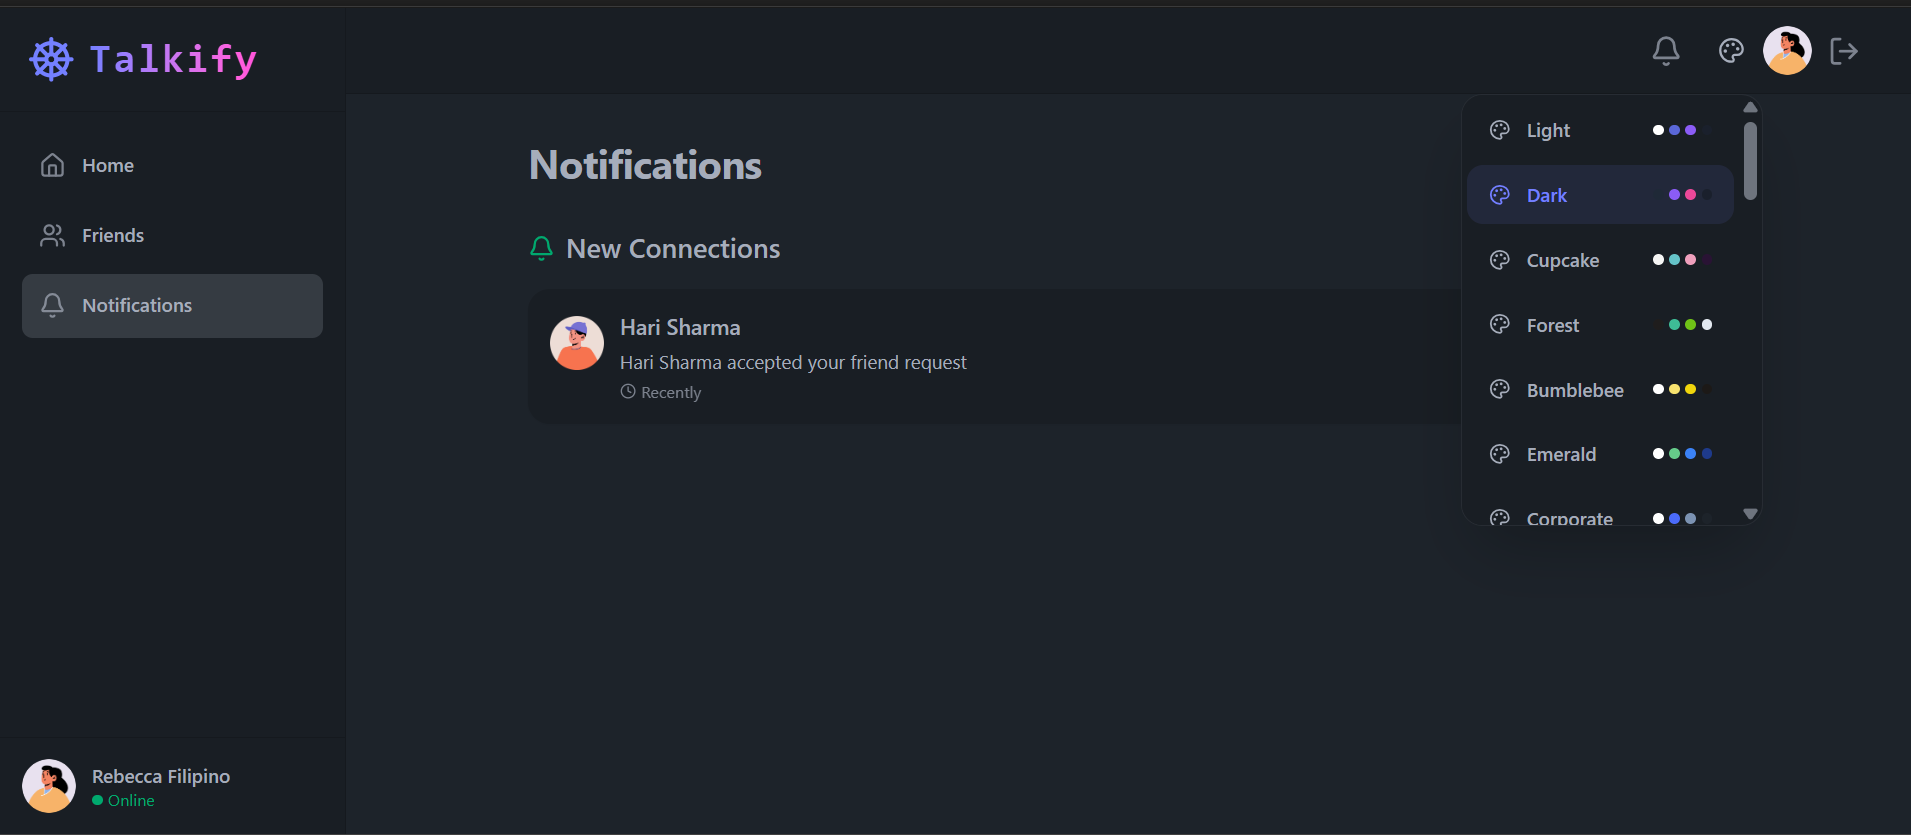 Talkify
Home
Friends
Notifications
Rebecca Filipino
Online
Notifications
New Connections
Hari Sharma
Hari Sharma accepted your friend request
Recently
Light
Dark
Cupcake
Forest
Bumblebee
Emerald
Corporate